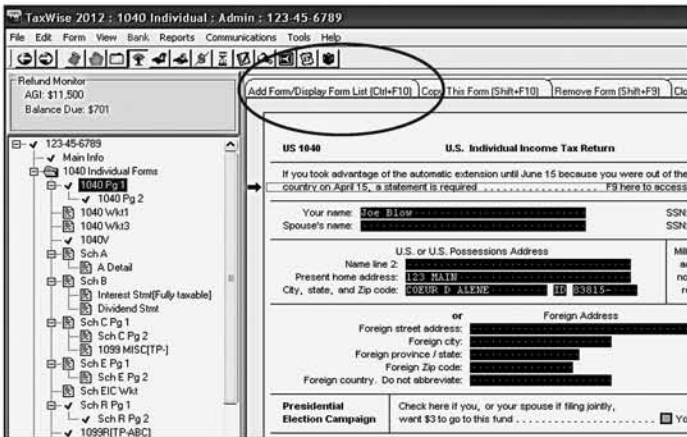 TaxWise 2012 : 1040 Individual : Admin : 123-45-6789
File Edit Form View Bank Reports Communications Tools Help
Refund Monitor
AGI: $11,500
Balance Due: $701
Add Form/Display Form List (Ctrl+F10) Copy This Form (Shift+F10) Remove Form (Shift+F9) Clo
123-45-6789
Main Info
1040 Individual Forms
1040 Pg 1
1040 Pg 2
1040 Wkt1
1040 Wkt3
1040V
Sch A
A Detail
Sch B
Interest Stmt[Fully taxable]
Dividend Stmt
Sch C Pg 1
Sch C Pg 2
1099 MISC[TP-]
Sch E Pg 1
Sch E Pg 2
Sch EIC Wkt
Sch R Pg 1
Sch R Pg 2
1099R[TP-ABC]
US 1040 U.S. Individual Income Tax Return
If you took advantage of the automatic extension until June 15 because you were out of the
country on April 15, a statement is required . . . . . . . . . . . . . . . . . . F9 here to access
Your name: Joe Blow SSN:
Spouse's name: SSN:
U.S. or U.S. Possessions Address Mil
Name line 2:
Present home address: 123 MAIN no
City, state, and Zip code: COEUR D ALENE ID 83815-
or Foreign Address
Foreign street address:
Foreign city:
Foreign province / state:
Foreign Zip code:
Foreign country. Do not abbreviate:
Presidential Check here if you, or your spouse if filing jointly,
Election Campaign want $3 to go to this fund . . . . . . . . . . . . . . . . . . Yo